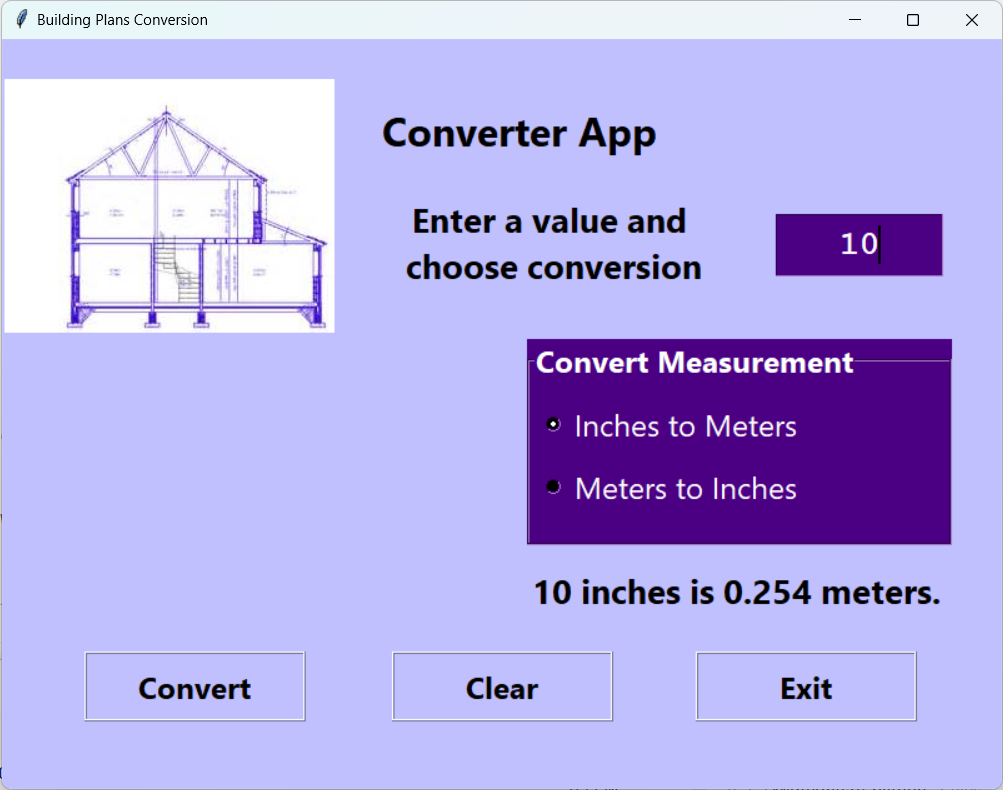 Building Plans Conversion
Converter App
Enter a value and
choose conversion
10
Convert Measurement
Inches to Meters
Meters to Inches
10 inches is 0.254 meters.
Convert
Clear
Exit